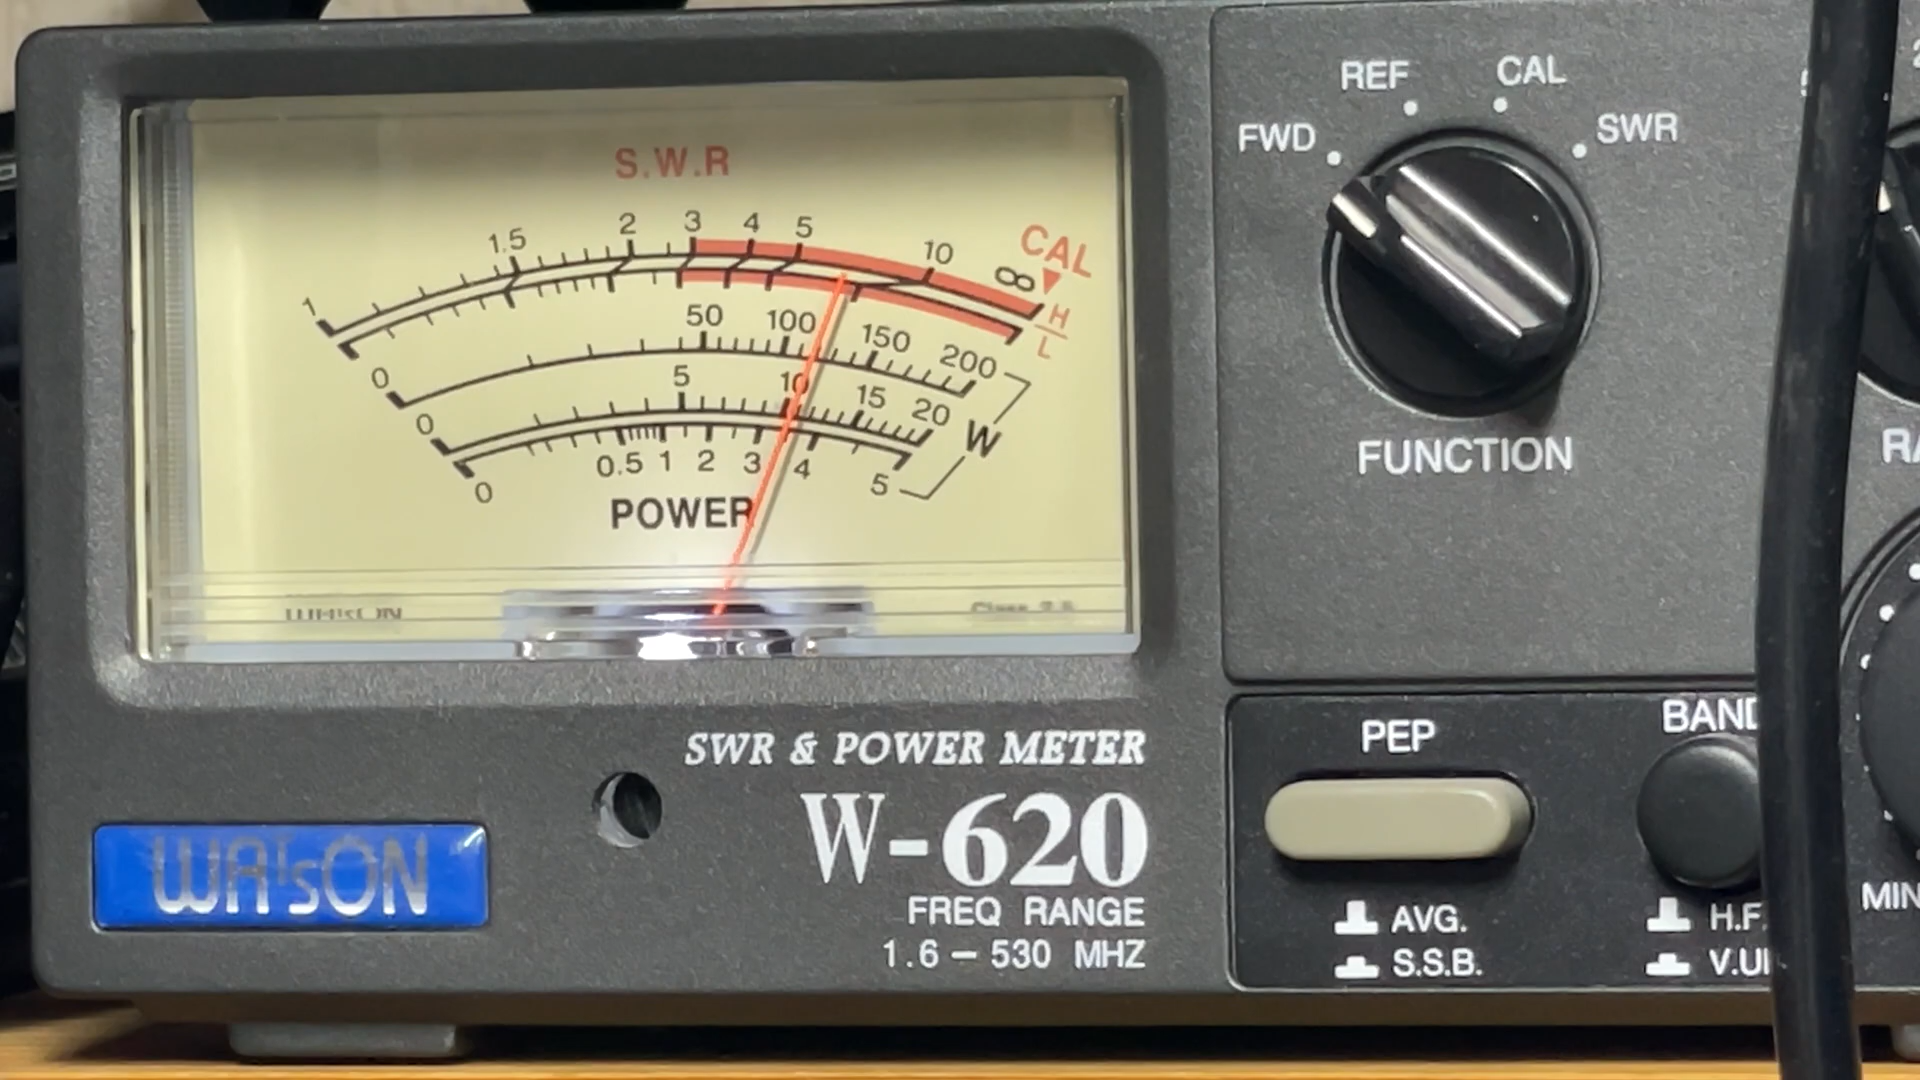 S.W.R
1 1.5 2 3 4 5 10 ∞ CAL
H
L
0 50 100 150 200
0 5 10 15 20
W
0 0.5 1 2 3 4 5
POWER
WATSON
SWR & POWER METER
W-620
FREQ RANGE
1.6 – 530 MHZ
WATSON
FWD REF CAL SWR
FUNCTION
PEP
AVG.
S.S.B.
BAND
H.F.
MIN